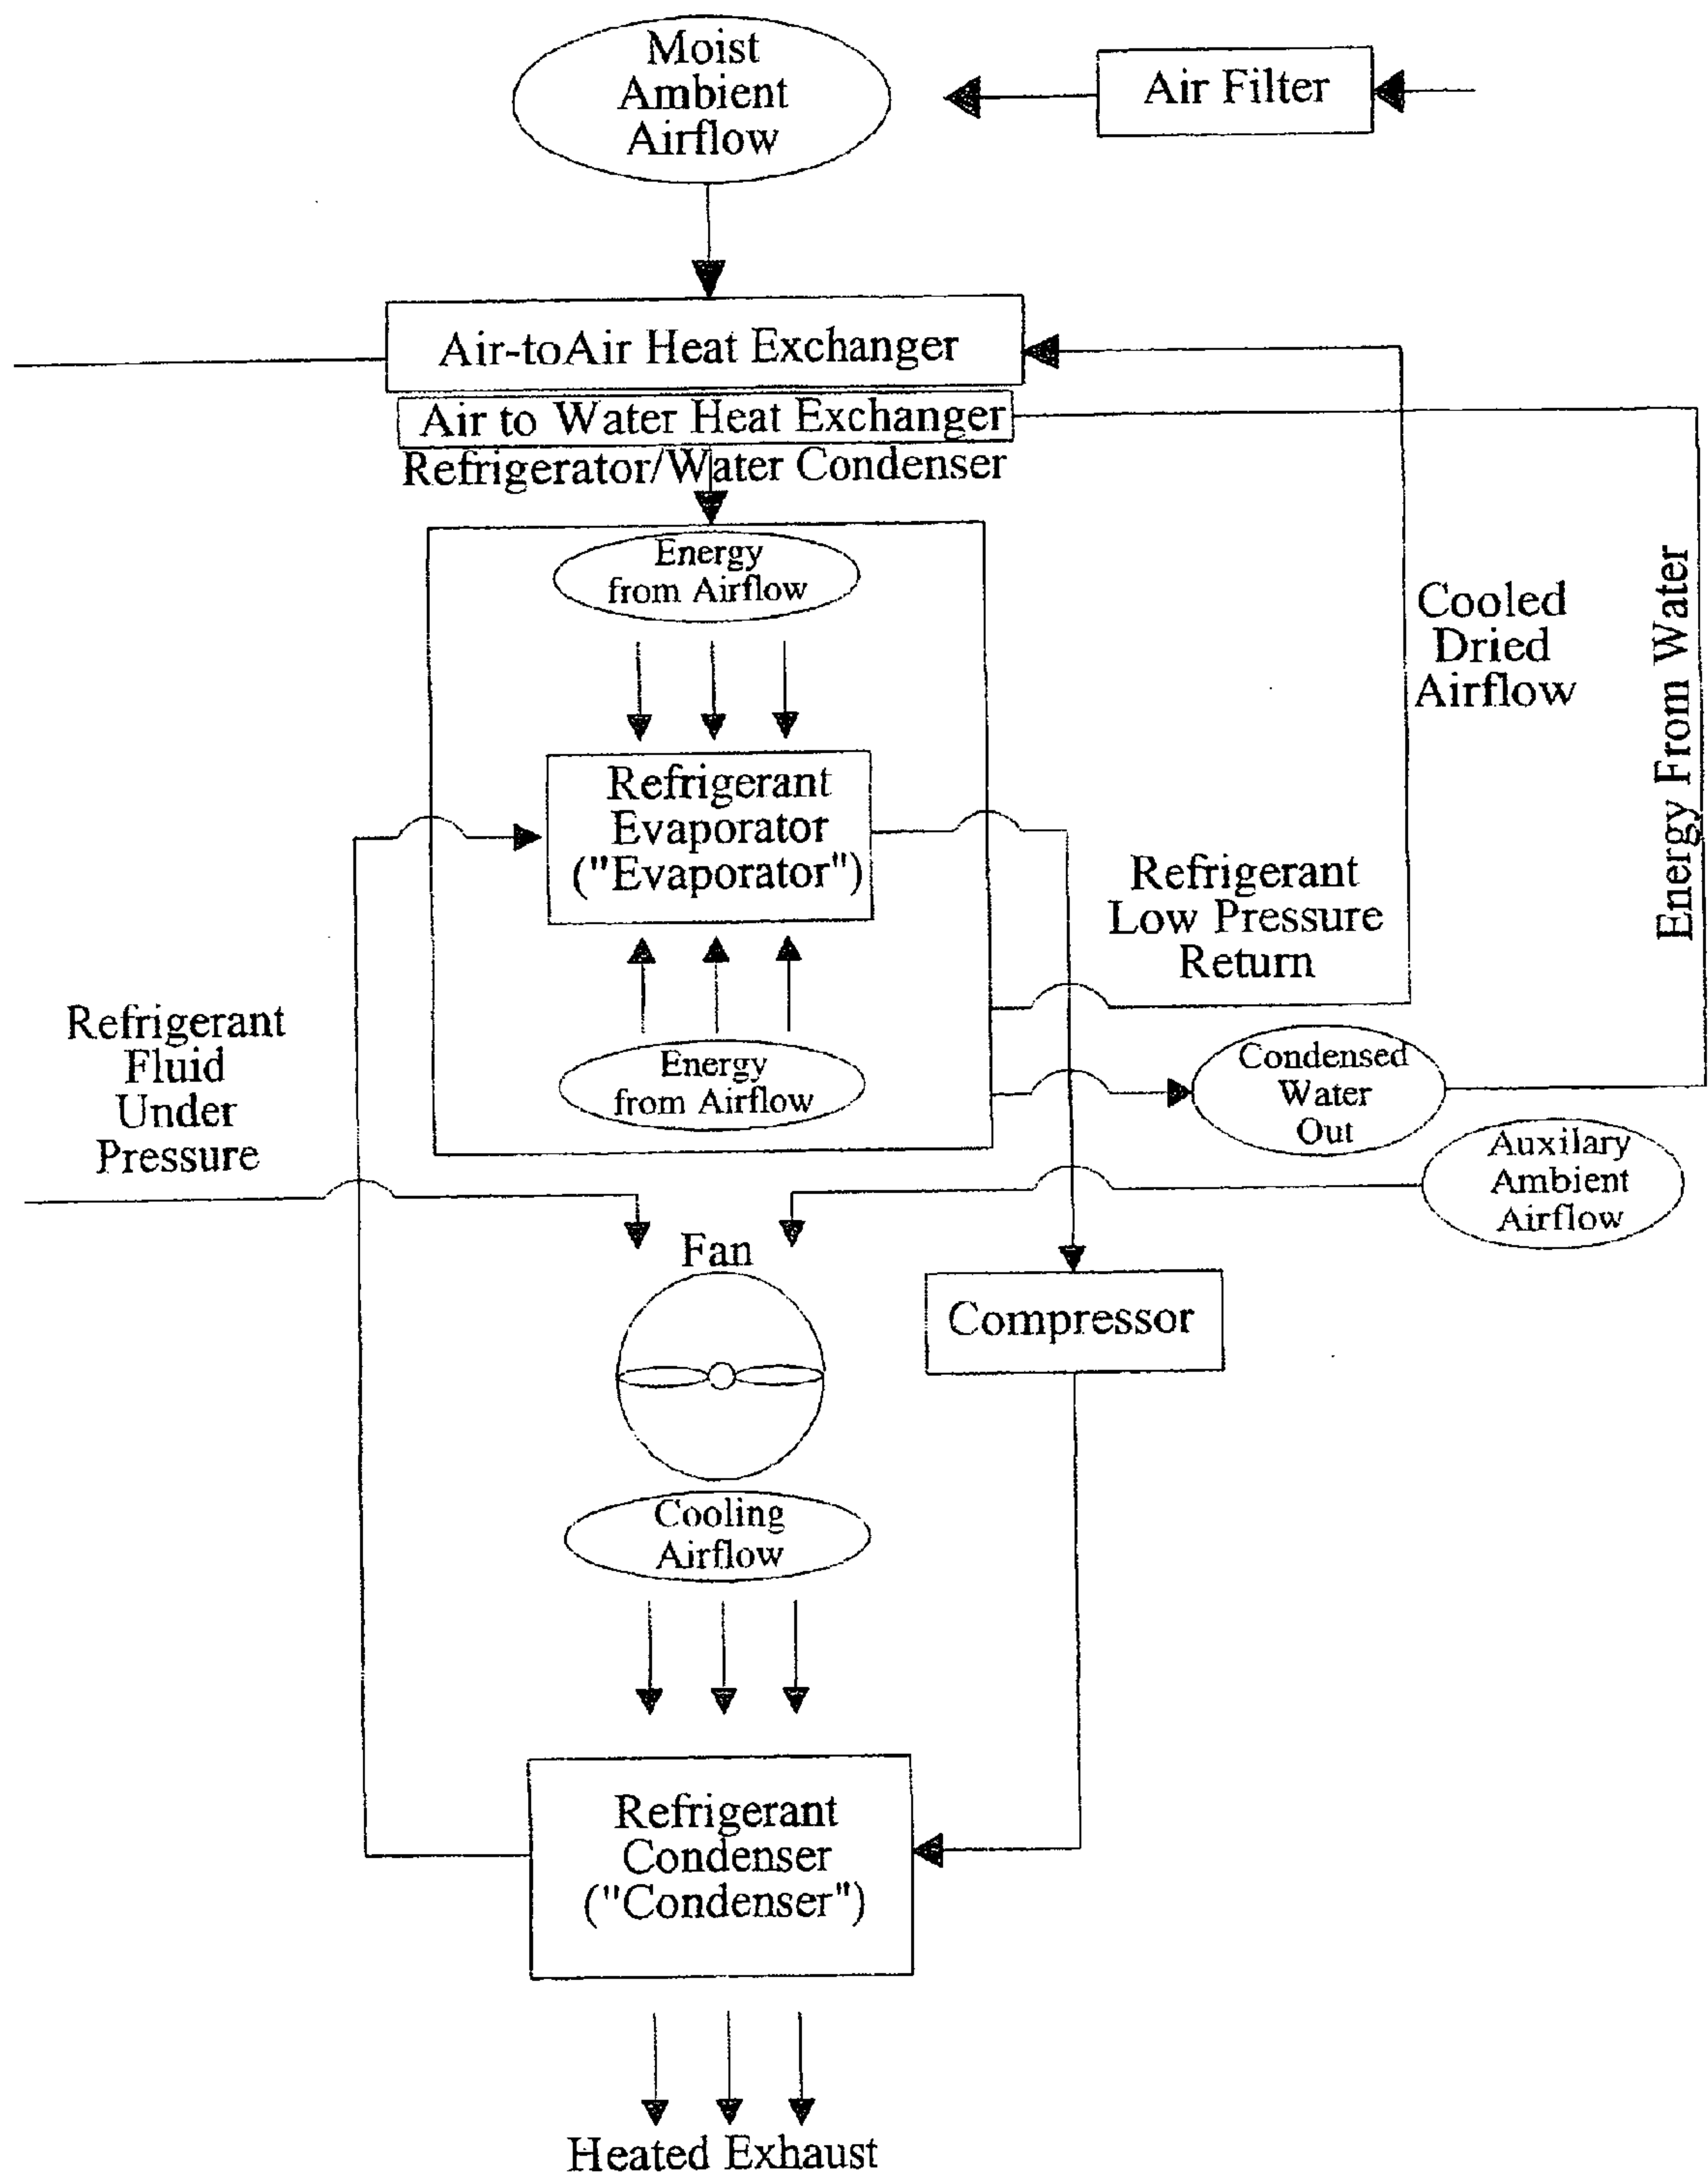 Moist
Ambient
Airflow
Air Filter
Air-toAir Heat Exchanger
Air to Water Heat Exchanger
Refrigerator/Water Condenser
Energy
from Airflow
Cooled
Dried
Airflow
Energy From Water
Refrigerant
Evaporator
("Evaporator")
Refrigerant
Low Pressure
Return
Refrigerant
Fluid
Under
Pressure
Energy
from Airflow
Condensed
Water
Out
Auxilary
Ambient
Airflow
Fan
Compressor
Cooling
Airflow
Refrigerant
Condenser
("Condenser")
Heated Exhaust